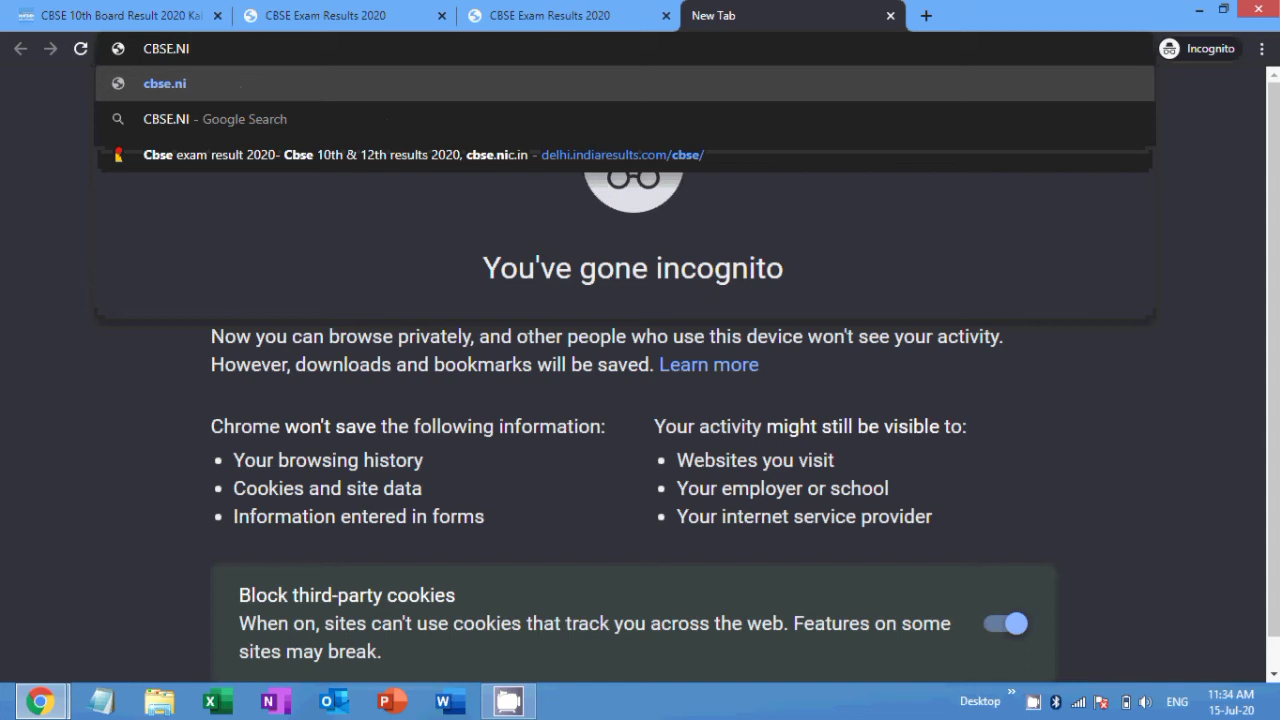 CBSE 10th Board Result 2020 Kal
CBSE Exam Results 2020
CBSE Exam Results 2020
New Tab
CBSE.NI
Incognito
cbse.ni
CBSE.NI - Google Search
Cbse exam result 2020- Cbse 10th & 12th results 2020, cbse.nic.in - delhi.indiaresults.com/cbse/
You've gone incognito
Now you can browse privately, and other people who use this device won't see your activity.
However, downloads and bookmarks will be saved. Learn more
Chrome won't save the following information:
• Your browsing history
• Cookies and site data
• Information entered in forms
Your activity might still be visible to:
• Websites you visit
• Your employer or school
• Your internet service provider
Block third-party cookies
When on, sites can't use cookies that track you across the web. Features on some
sites may break.
Desktop
ENG
11:34 AM
15-Jul-20